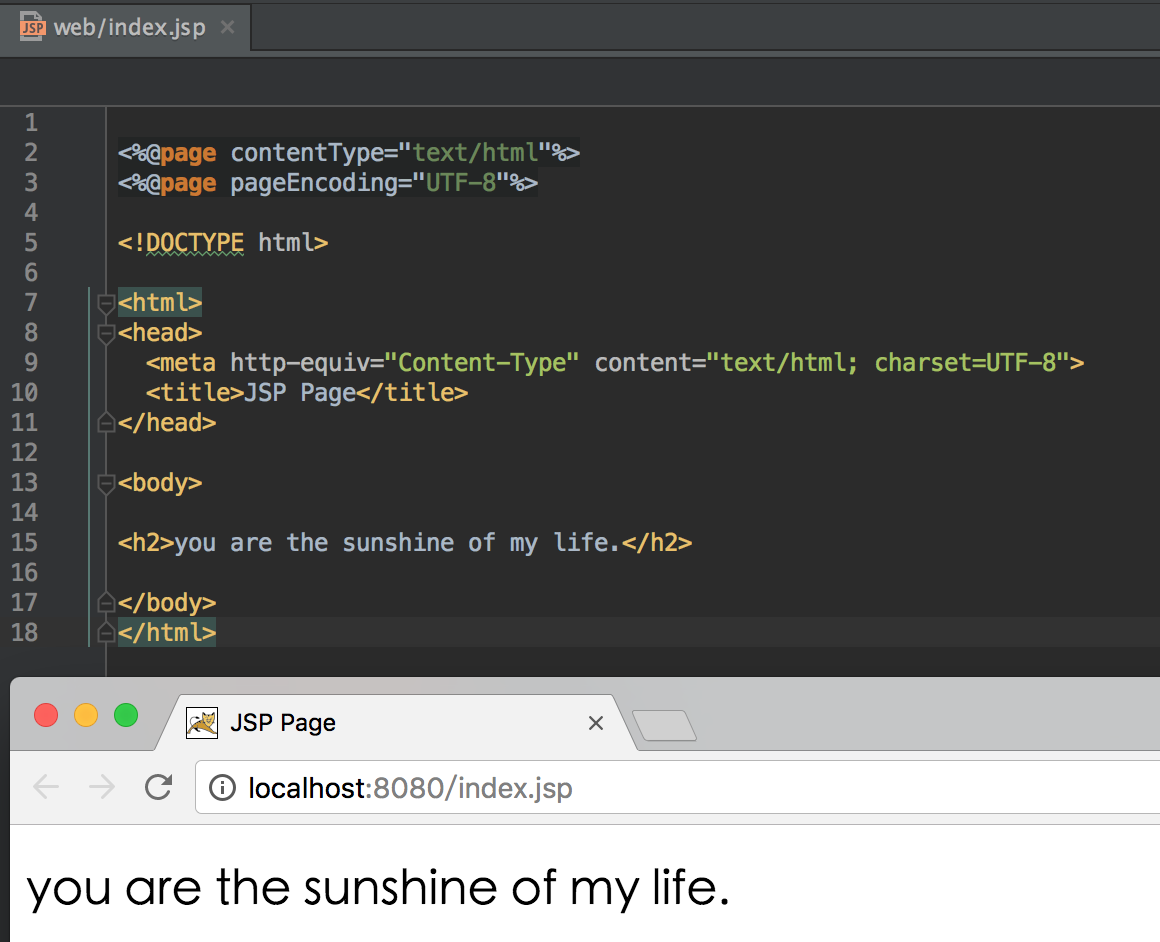 JSP web/index.jsp ×
1
2 <%@page contentType="text/html"%>
3 <%@page pageEncoding="UTF-8"%>
4
5 <!DOCTYPE html>
6
7 <html>
8 <head>
9 <meta http-equiv="Content-Type" content="text/html; charset=UTF-8">
10 <title>JSP Page</title>
11 </head>
12
13 <body>
14
15 <h2>you are the sunshine of my life.</h2>
16
17 </body>
18 </html>
JSP Page ×
localhost:8080/index.jsp
you are the sunshine of my life.